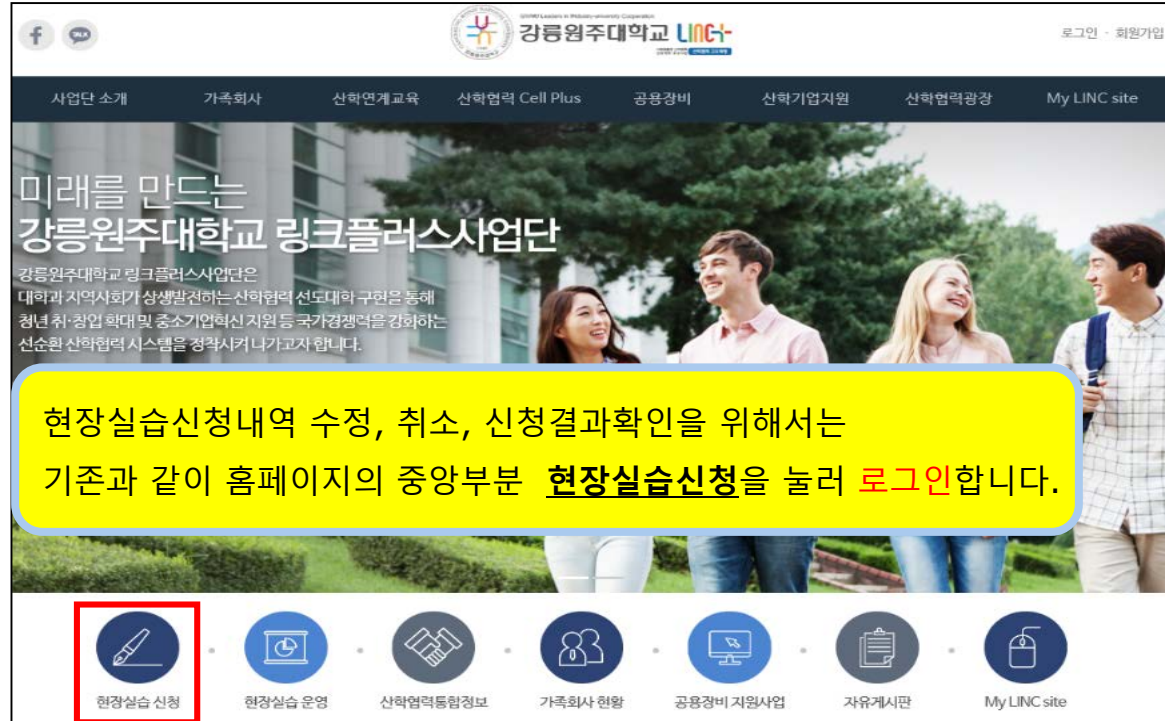 f TALK
강릉원주대학교 LINC+
로그인 · 회원가입
사업단 소개 가족회사 산학연계교육 산학협력 Cell Plus 공용장비 산학기업지원 산학협력광장 My LINC site
미래를 만드는
강릉원주대학교 링크플러스사업단
강릉원주대학교 링크플러스사업단은
대학과 지역사회가 상생발전하는 산학협력 선도대학 구현을 통해
청년 취·창업 확대 및 중소기업혁신 지원 등 국가경쟁력을 강화하는
선순환 산학협력 시스템을 정착시켜 나가고자 합니다.
현장실습신청내역 수정, 취소, 신청결과확인을 위해서는
기존과 같이 홈페이지의 중앙부분 현장실습신청을 눌러 로그인합니다.
현장실습 신청 현장실습 운영 산학협력통합정보 가족회사 현황 공용장비 지원사업 자유게시판 My LINC site